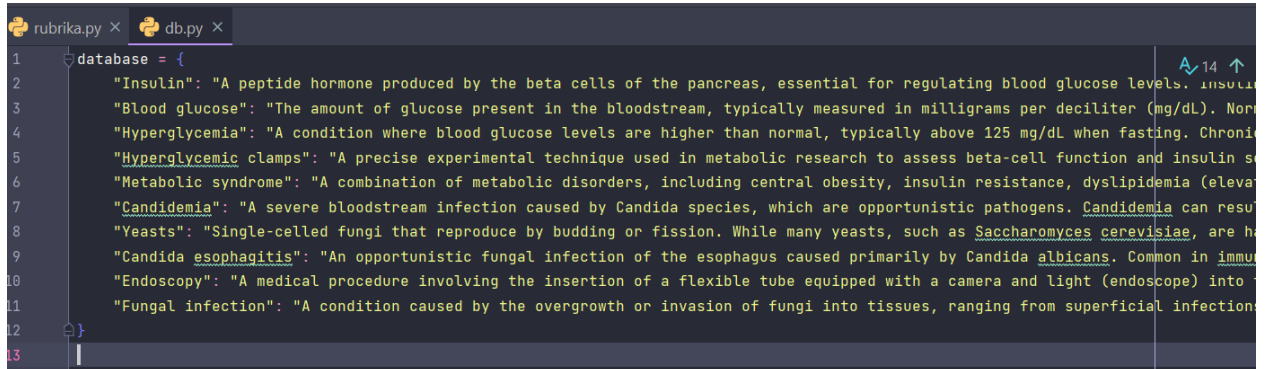 rubrika.py × db.py ×
1 database = {
14
2 "Insulin": "A peptide hormone produced by the beta cells of the pancreas, essential for regulating blood glucose levels. Insulin
3 "Blood glucose": "The amount of glucose present in the bloodstream, typically measured in milligrams per deciliter (mg/dL). Nor
4 "Hyperglycemia": "A condition where blood glucose levels are higher than normal, typically above 125 mg/dL when fasting. Chroni
5 "Hyperglycemic clamps": "A precise experimental technique used in metabolic research to assess beta-cell function and insulin s
6 "Metabolic syndrome": "A combination of metabolic disorders, including central obesity, insulin resistance, dyslipidemia (eleva
7 "Candidemia": "A severe bloodstream infection caused by Candida species, which are opportunistic pathogens. Candidemia can resu
8 "Yeasts": "Single-celled fungi that reproduce by budding or fission. While many yeasts, such as Saccharomyces cerevisiae, are ha
9 "Candida esophagitis": "An opportunistic fungal infection of the esophagus caused primarily by Candida albicans. Common in immu
10 "Endoscopy": "A medical procedure involving the insertion of a flexible tube equipped with a camera and light (endoscope) into
11 "Fungal infection": "A condition caused by the overgrowth or invasion of fungi into tissues, ranging from superficial infections
12 }
13